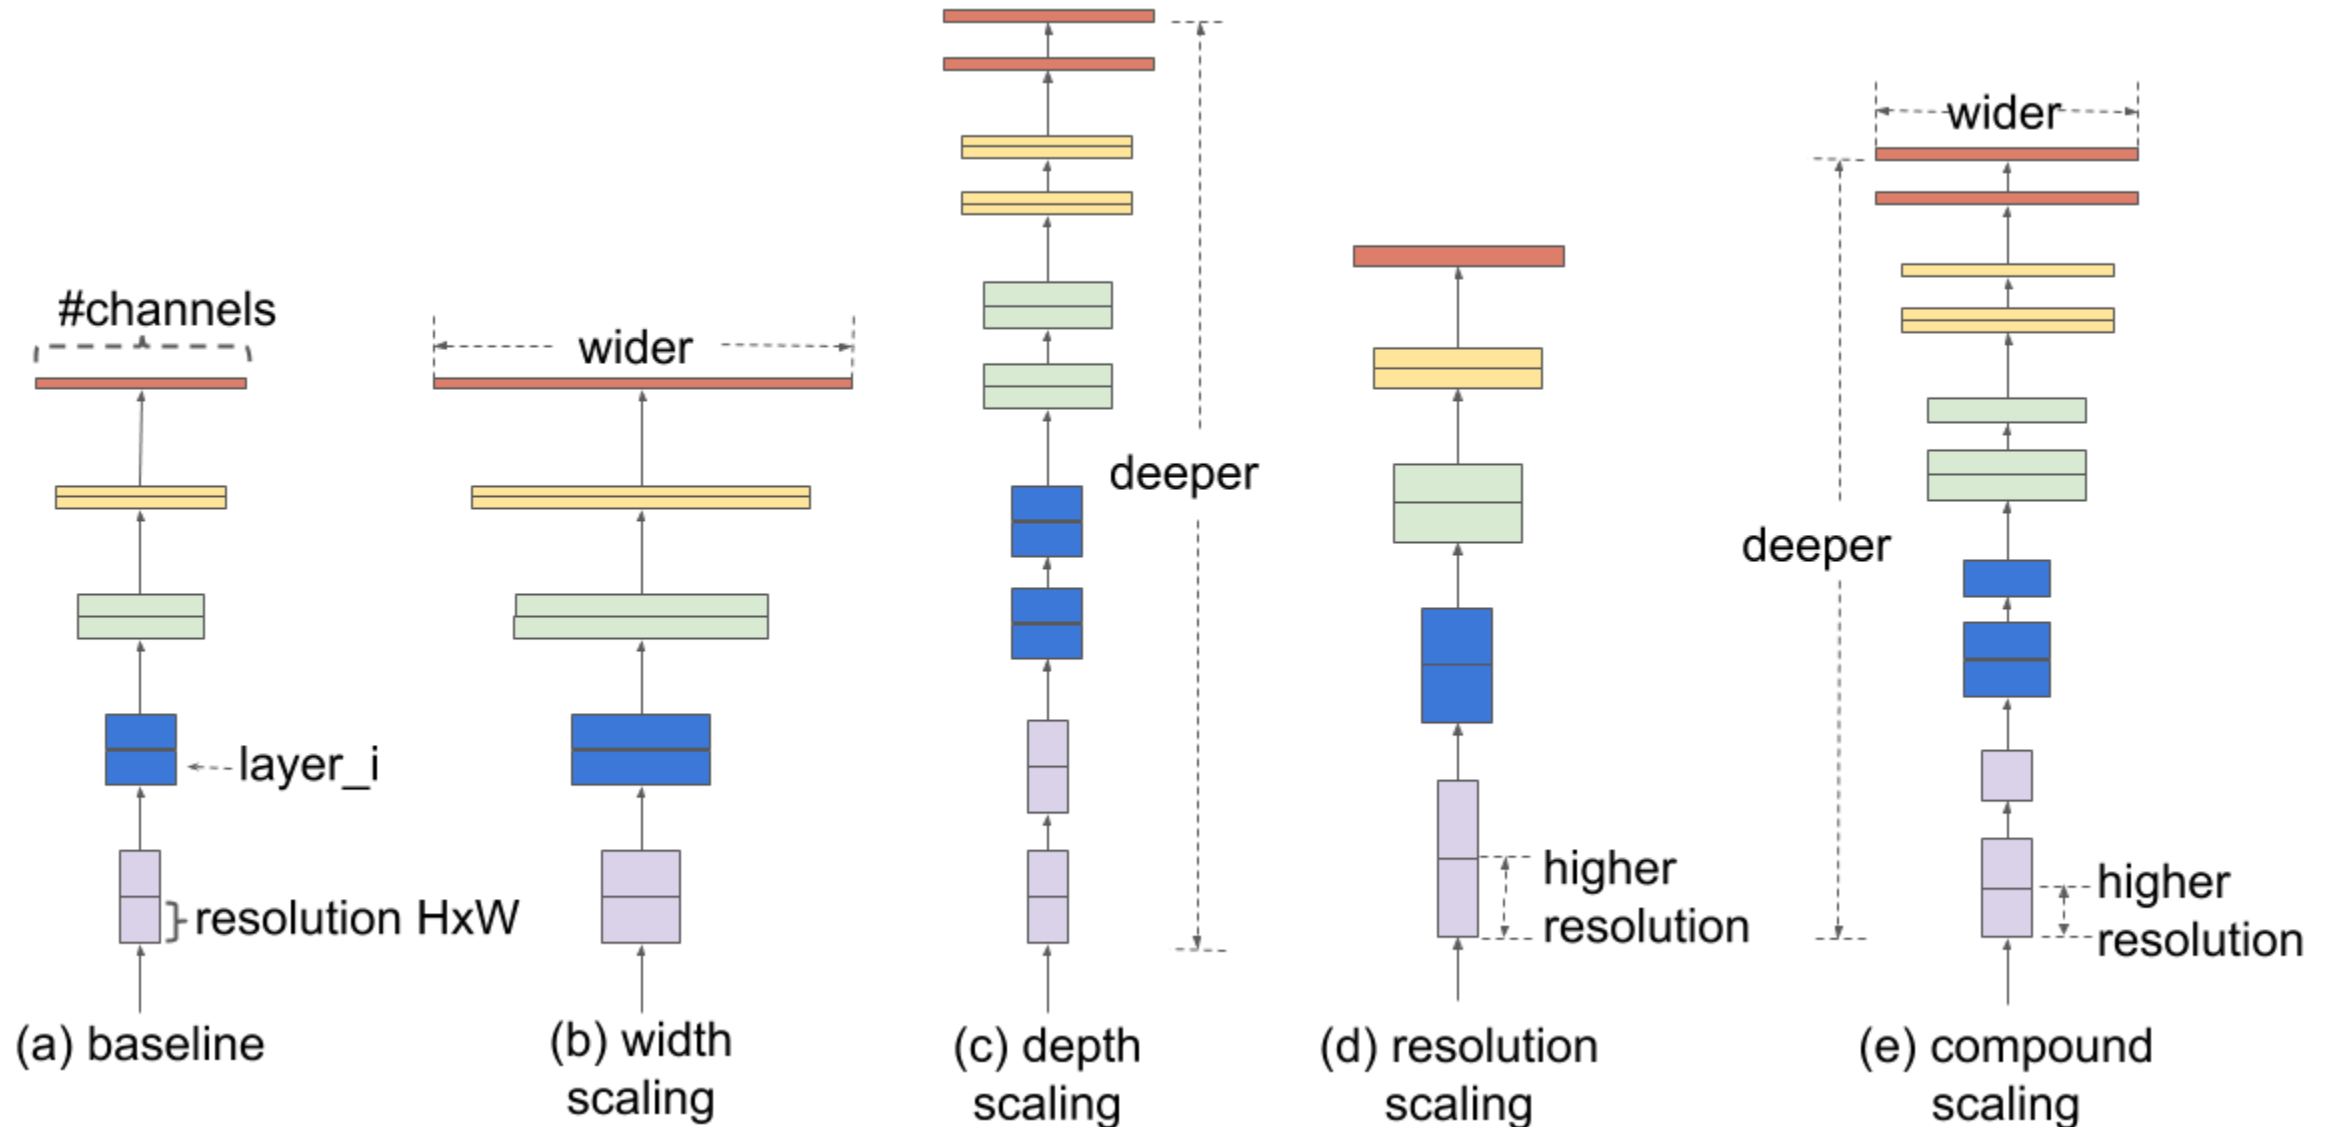 #channels
layer_i
resolution HxW
(a) baseline
wider
(b) width
scaling
deeper
(c) depth
scaling
higher
resolution
(d) resolution
scaling
wider
deeper
higher
resolution
(e) compound
scaling